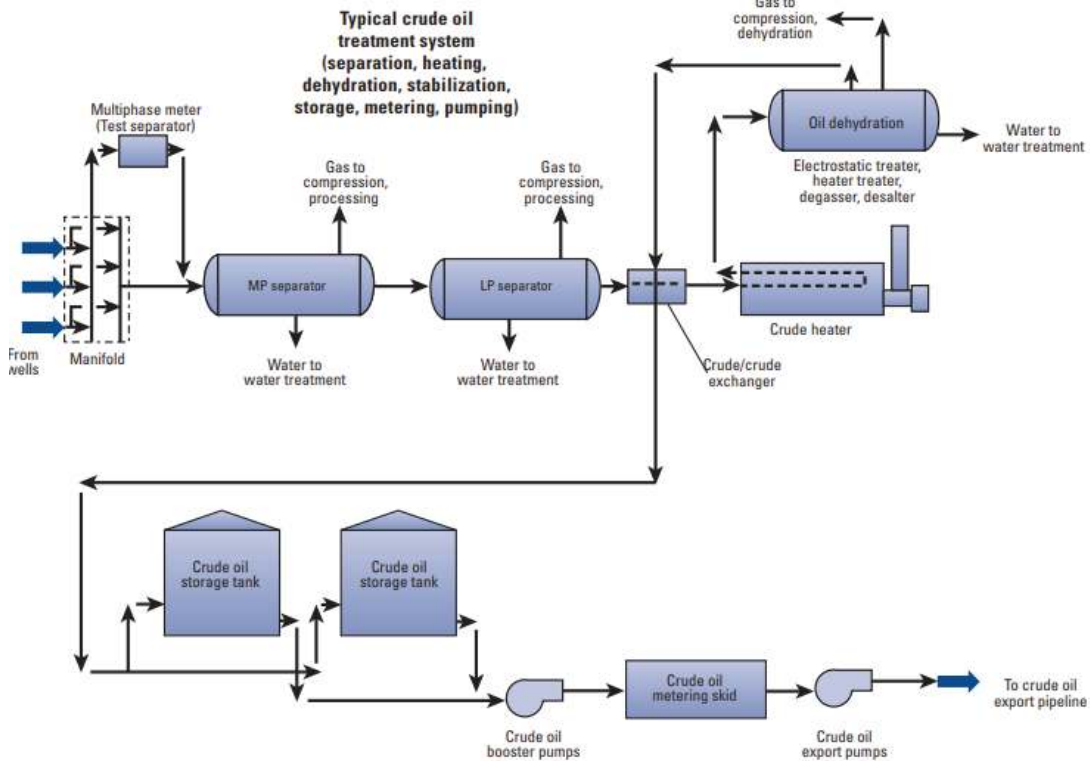 Typical crude oil
treatment system
(separation, heating,
dehydration, stabilization,
storage, metering, pumping)
Gas to
compression,
dehydration
Multiphase meter
(Test separator)
Oil dehydration
Water to
water treatment
Electrostatic treater,
heater treater,
degasser, desalter
Gas to
compression,
processing
Gas to
compression,
processing
MP separator
LP separator
From
wells
Manifold
Water to
water treatment
Water to
water treatment
Crude/crude
exchanger
Crude heater
Crude oil
storage tank
Crude oil
storage tank
Crude oil
booster pumps
Crude oil
metering skid
Crude oil
export pumps
To crude oil
export pipeline